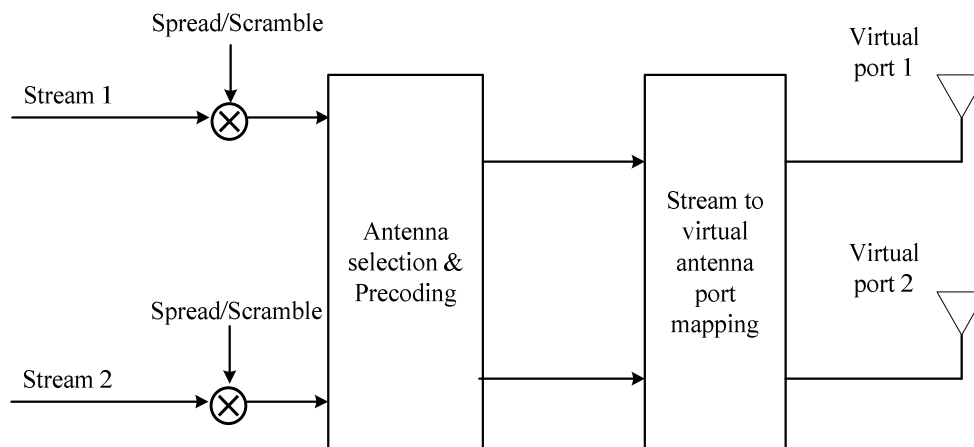 Spread/Scramble
Stream 1
Virtual
port 1
Antenna
selection &
Precoding
Stream to
virtual
antenna
port
mapping
Virtual
port 2
Spread/Scramble
Stream 2